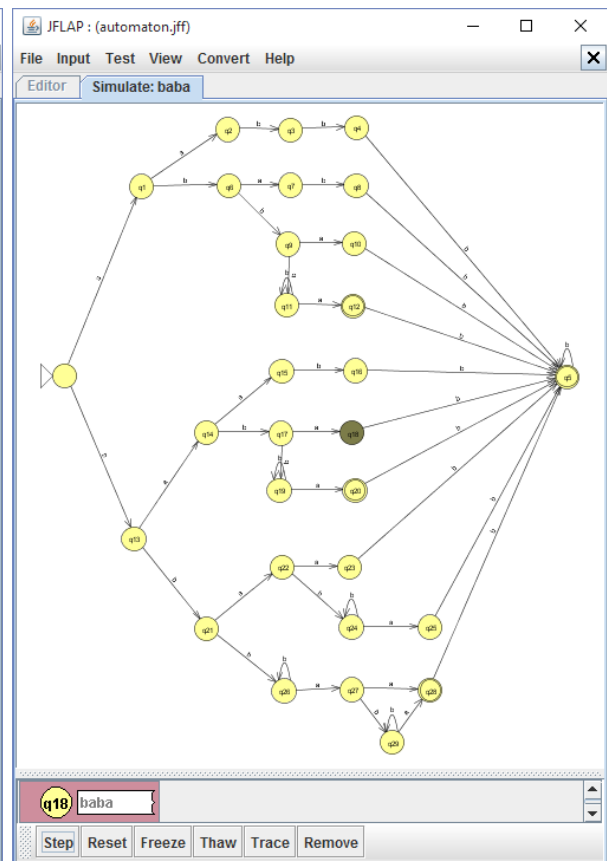 JFLAP : (automaton.jff)
File Input Test View Convert Help
Editor Simulate: baba
q2 b q3 b q4
a
q1 b q6 a q7 b q8
q9 a q10
b
q11 a q12
b
q5
q15 b q16 b
a
q14 b q17 a q18
b
q19 a q20
q13
q22 a q23
b
q21 q24 a q25
b
q26 a q27 a q28
b
q29
q18 baba
Step Reset Freeze Thaw Trace Remove